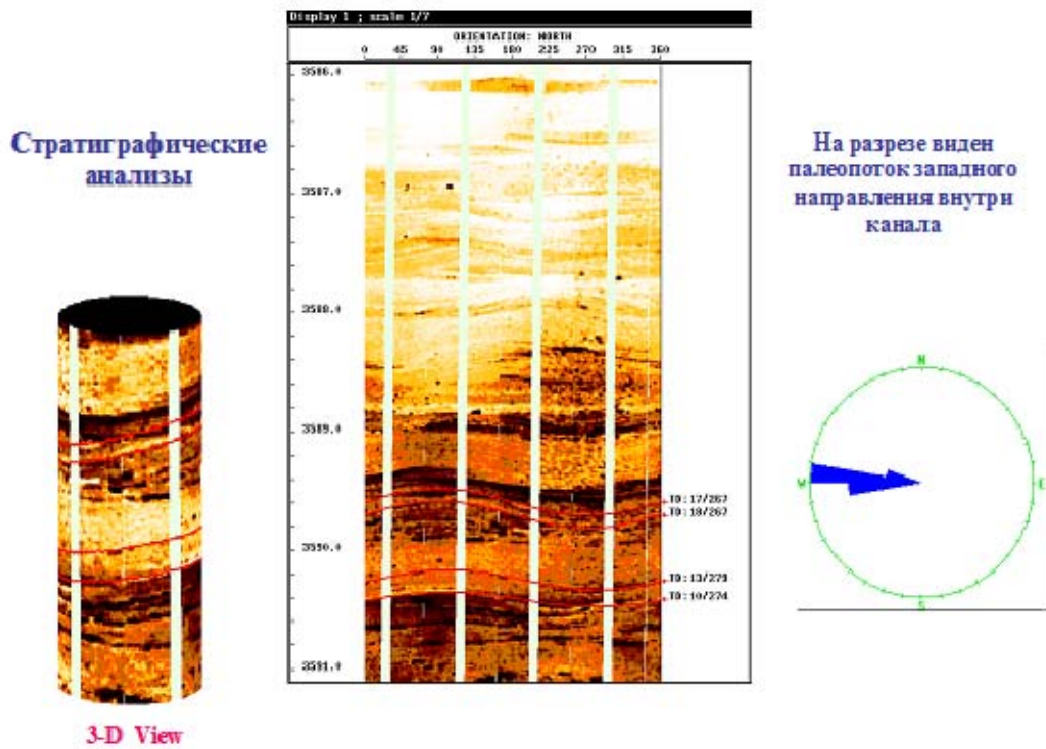 Display 1 ; scale 1/7
ORIENTATION: NORTH
0 45 90 135 180 225 270 315 360
Стратиграфические
анализы
3-D View
3586.0
3587.0
3588.0
3589.0
3590.0
3591.0
TD:17/267
TD:18/267
TD:13/279
TD:10/274
На разрезе виден
палеопоток западного
направления внутри
канала
N
W
E
S